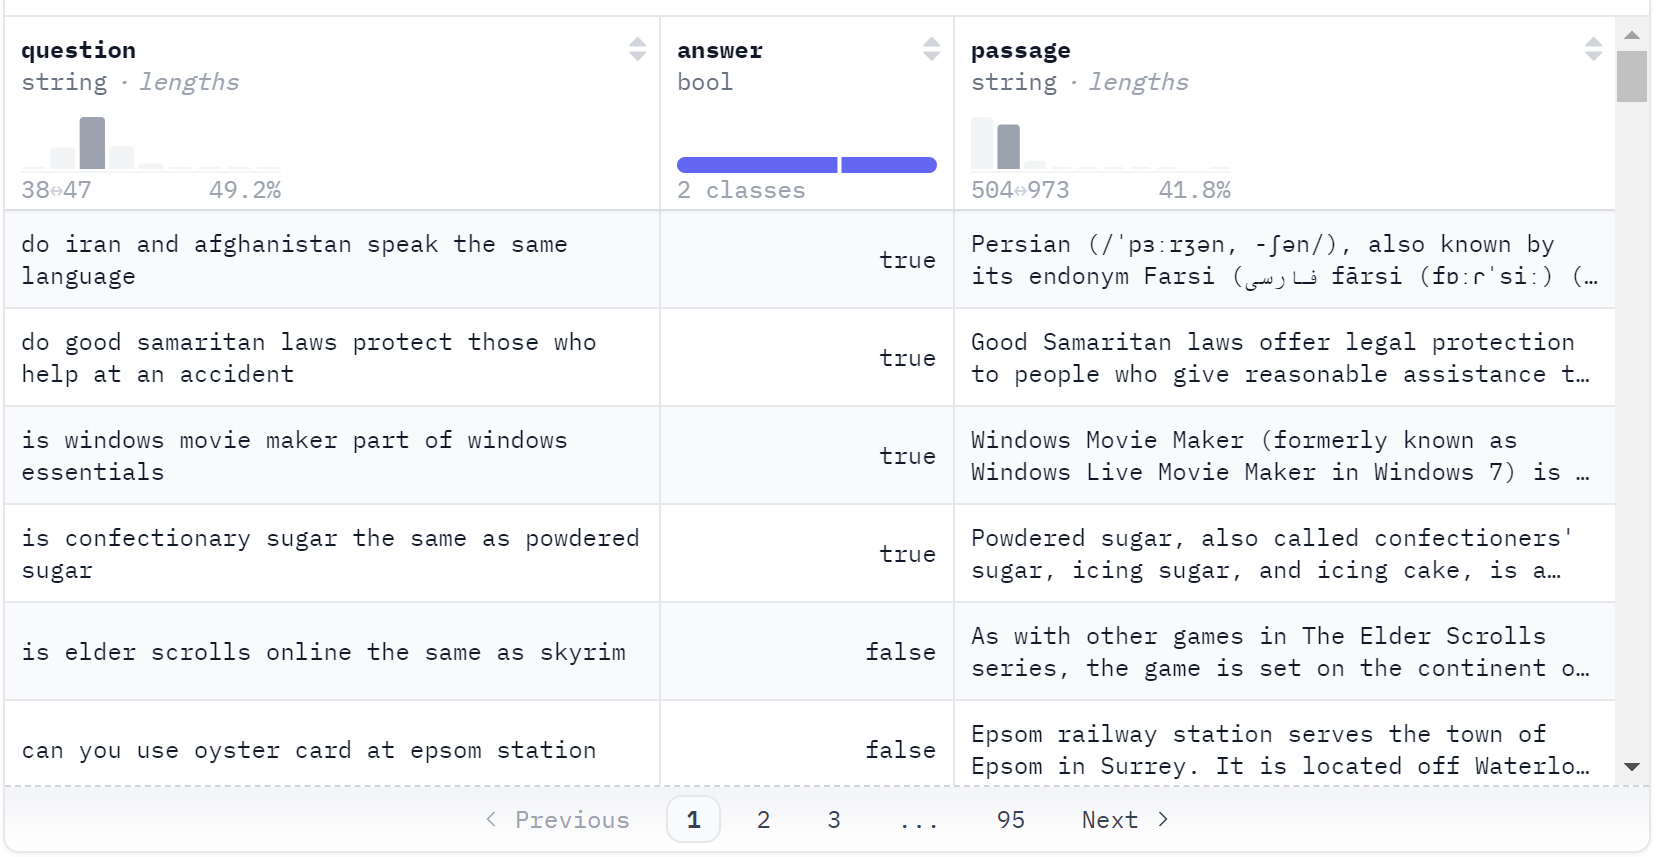 question
string · lengths
38↔47 49.2%
answer
bool
2 classes
passage
string · lengths
504↔973 41.8%
do iran and afghanistan speak the same
language
true
Persian (/ˈpɜːrʒən, -ʃən/), also known by
its endonym Farsi (فارسی fārsi (fɒːɾˈsiː) (…
do good samaritan laws protect those who
help at an accident
true
Good Samaritan laws offer legal protection
to people who give reasonable assistance t…
is windows movie maker part of windows
essentials
true
Windows Movie Maker (formerly known as
Windows Live Movie Maker in Windows 7) is …
is confectionary sugar the same as powdered
sugar
true
Powdered sugar, also called confectioners'
sugar, icing sugar, and icing cake, is a…
is elder scrolls online the same as skyrim
false
As with other games in The Elder Scrolls
series, the game is set on the continent o…
can you use oyster card at epsom station
false
Epsom railway station serves the town of
Epsom in Surrey. It is located off Waterlo…
< Previous 1 2 3 ... 95 Next >